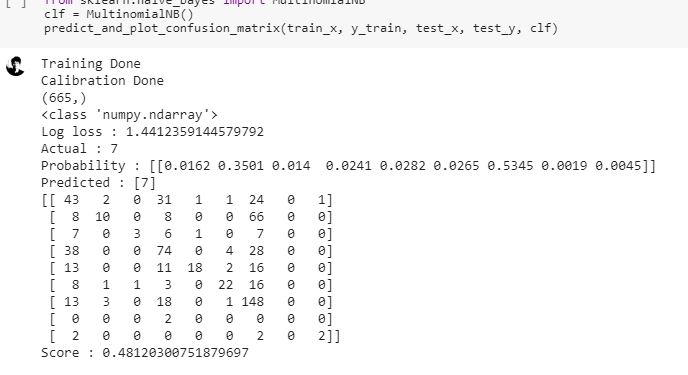 [ ] from sklearn.naive_bayes import MultinomialNB
clf = MultinomialNB()
predict_and_plot_confusion_matrix(train_x, y_train, test_x, test_y, clf)
Training Done
Calibration Done
(665,)
<class 'numpy.ndarray'>
Log loss : 1.4412359144579792
Actual : 7
Probability : [[0.0162 0.3501 0.014  0.0241 0.0282 0.0265 0.5345 0.0019 0.0045]]
Predicted : [7]
[[ 43   2   0  31   1   1  24   0   1]
 [  8  10   0   8   0   0  66   0   0]
 [  7   0   3   6   1   0   7   0   0]
 [ 38   0   0  74   0   4  28   0   0]
 [ 13   0   0  11  18   2  16   0   0]
 [  8   1   1   3   0  22  16   0   0]
 [ 13   3   0  18   0   1 148   0   0]
 [  0   0   0   2   0   0   0   0   0]
 [  2   0   0   0   0   0   2   0   2]]
Score : 0.48120300751879697